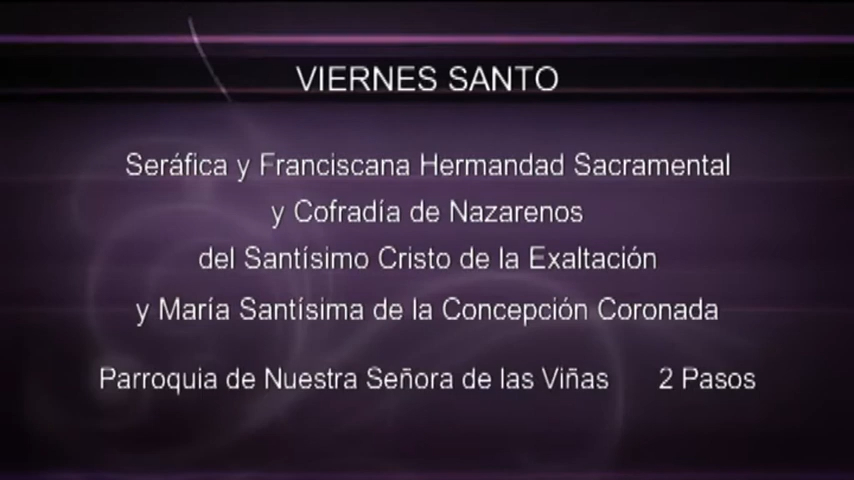 VIERNES SANTO
Seráfica y Franciscana Hermandad Sacramental
y Cofradía de Nazarenos
del Santísimo Cristo de la Exaltación
y María Santísima de la Concepción Coronada
Parroquia de Nuestra Señora de las Viñas 2 Pasos